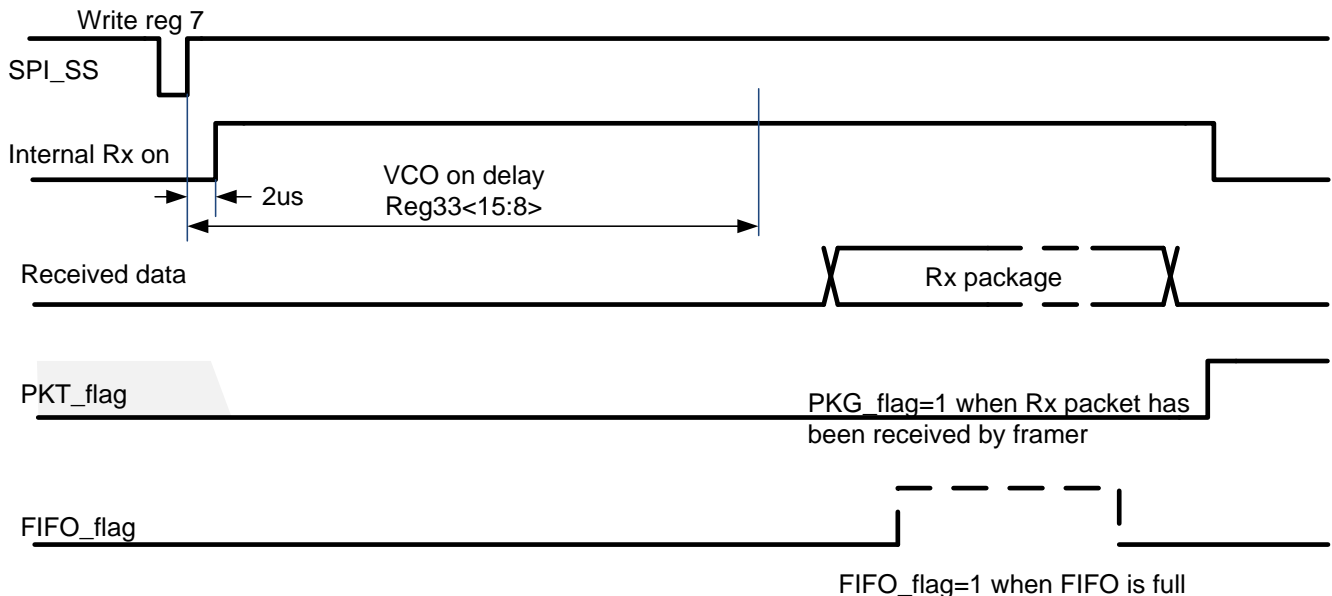 Write reg 7
SPI_SS
Internal Rx on
2us
VCO on delay
Reg33<15:8>
Received data
Rx package
PKT_flag
PKG_flag=1 when Rx packet has
been received by framer
FIFO_flag
FIFO_flag=1 when FIFO is full